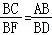 BC/BF = AB/BD